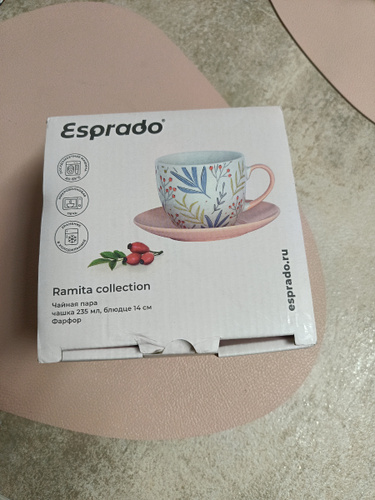 Esprado®
Ramita collection
Чайная пара
чашка 235 мл, блюдце 14 см
Фарфор
esprado.ru